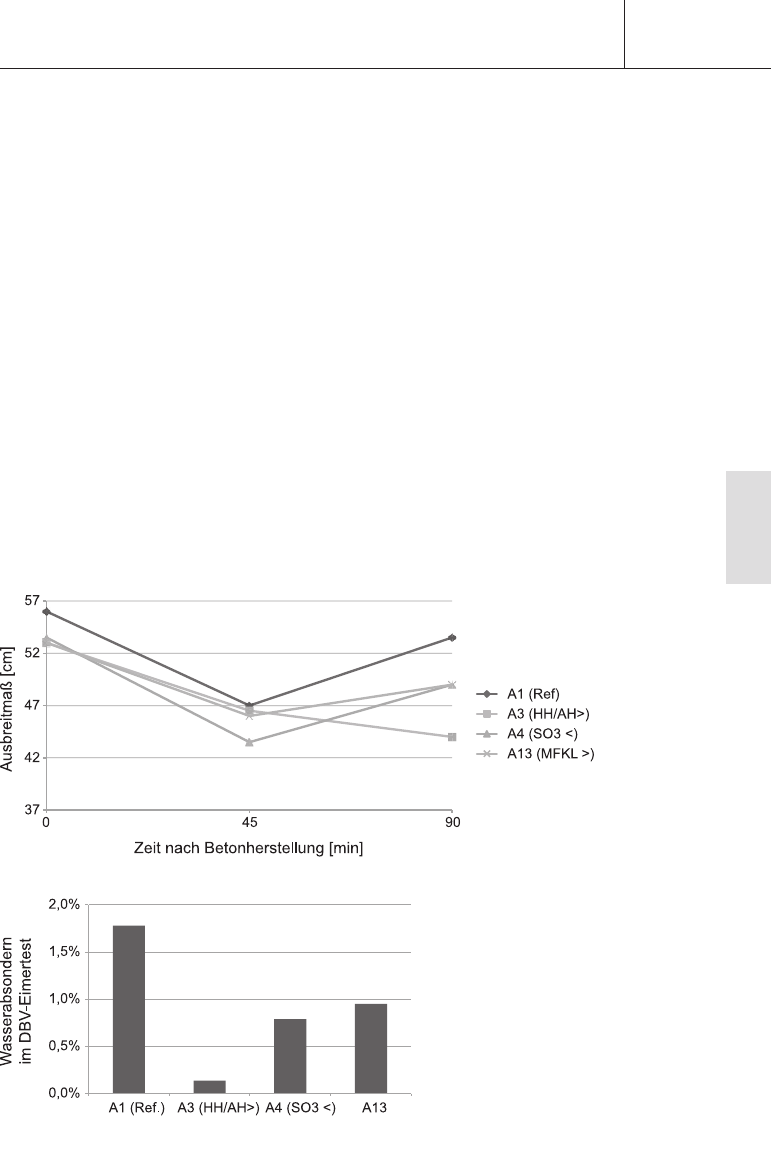 57
52
47
42
37
Ausbreitmaß [cm]
0 45 90
Zeit nach Betonherstellung [min]
A1 (Ref)
A3 (HH/AH>)
A4 (SO3 <)
A13 (MFKL >)
Wasserabsondern
im DBV-Eimertest
2,0%
1,5%
1,0%
0,5%
0,0%
A1 (Ref.) A3 (HH/AH>) A4 (SO3 <) A13